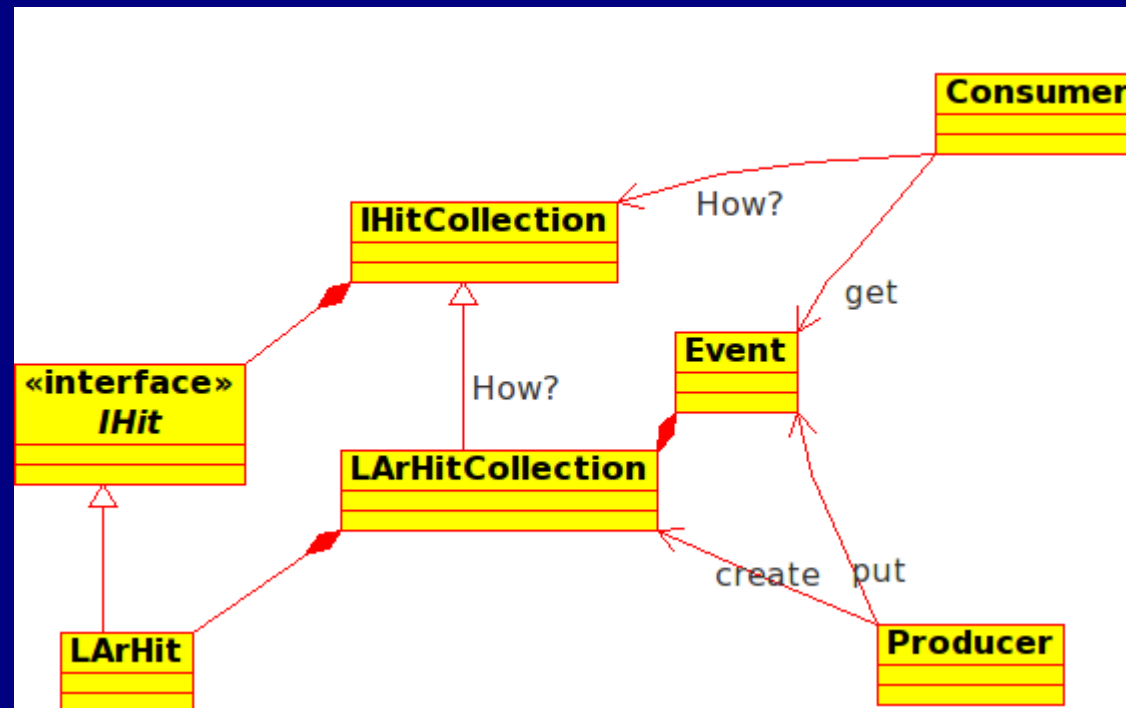 Consumer
How?
IHitCollection
get
Event
«interface»
IHit
How?
LArHitCollection
create
put
LArHit
Producer